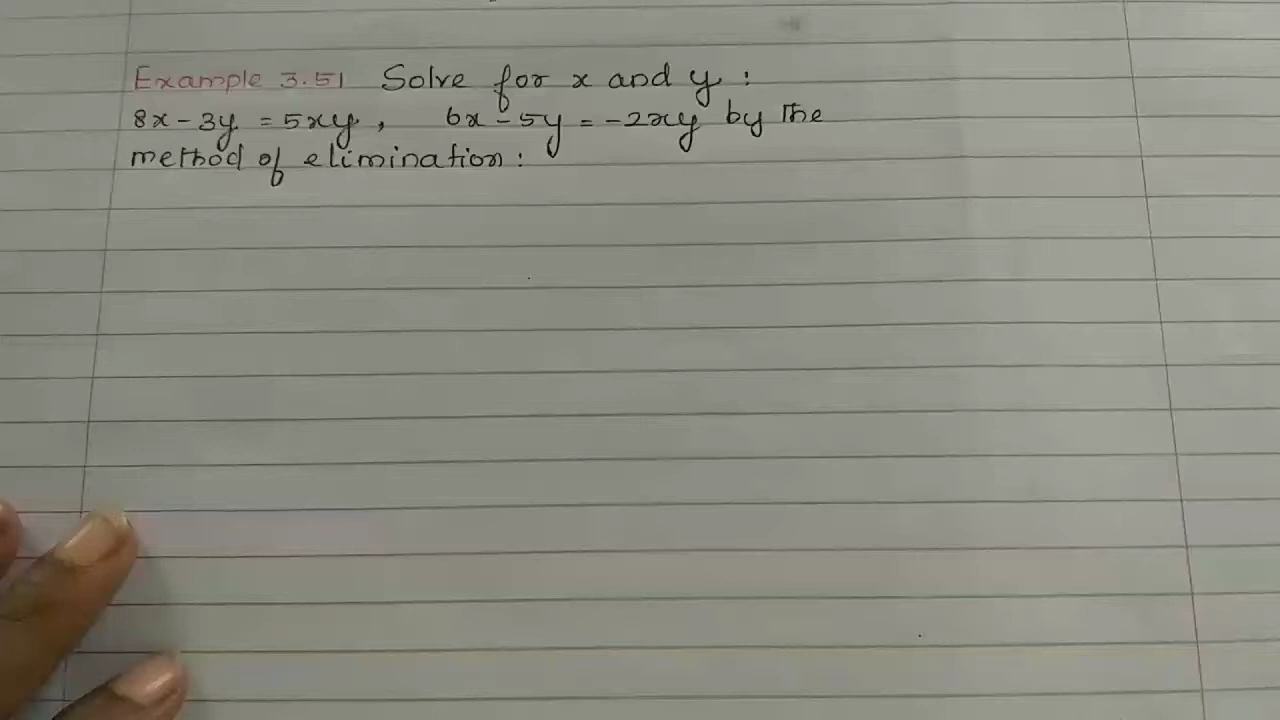 Example 3.51 Solve for x and y :
8x - 3y = 5xy, 6x - 5y = -2xy by the
method of elimination :